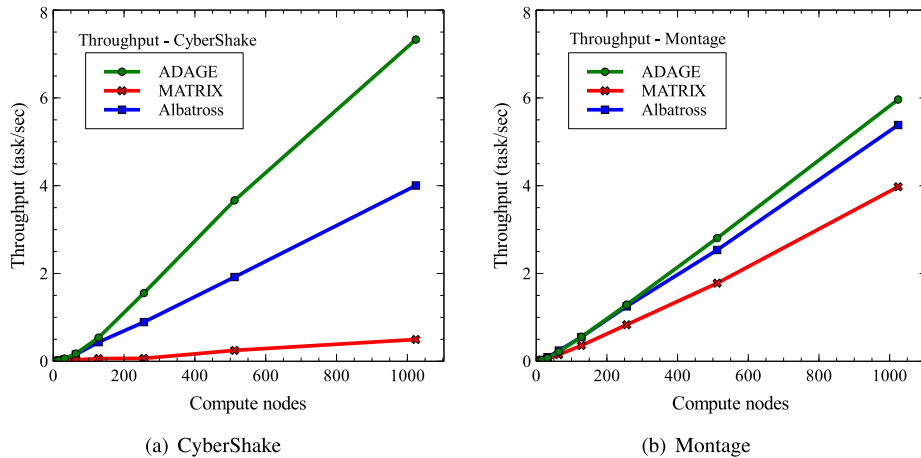 Throughput - CyberShake
ADAGE
MATRIX
Albatross
Throughput (task/sec)
8
6
4
2
0
0 200 400 600 800 1000
Compute nodes
(a) CyberShake
Throughput - Montage
ADAGE
MATRIX
Albatross
Throughput (task/sec)
8
6
4
2
0
0 200 400 600 800 1000
Compute nodes
(b) Montage